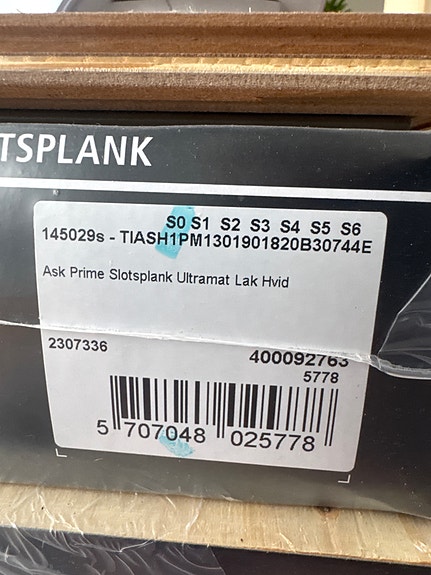 TSPLANK
S0 S1 S2 S3 S4 S5 S6
145029s - TIASH1PM1301901820B30744E
Ask Prime Slotsplank Ultramat Lak Hvid
2307336
400092763
5778
5 707048 025778